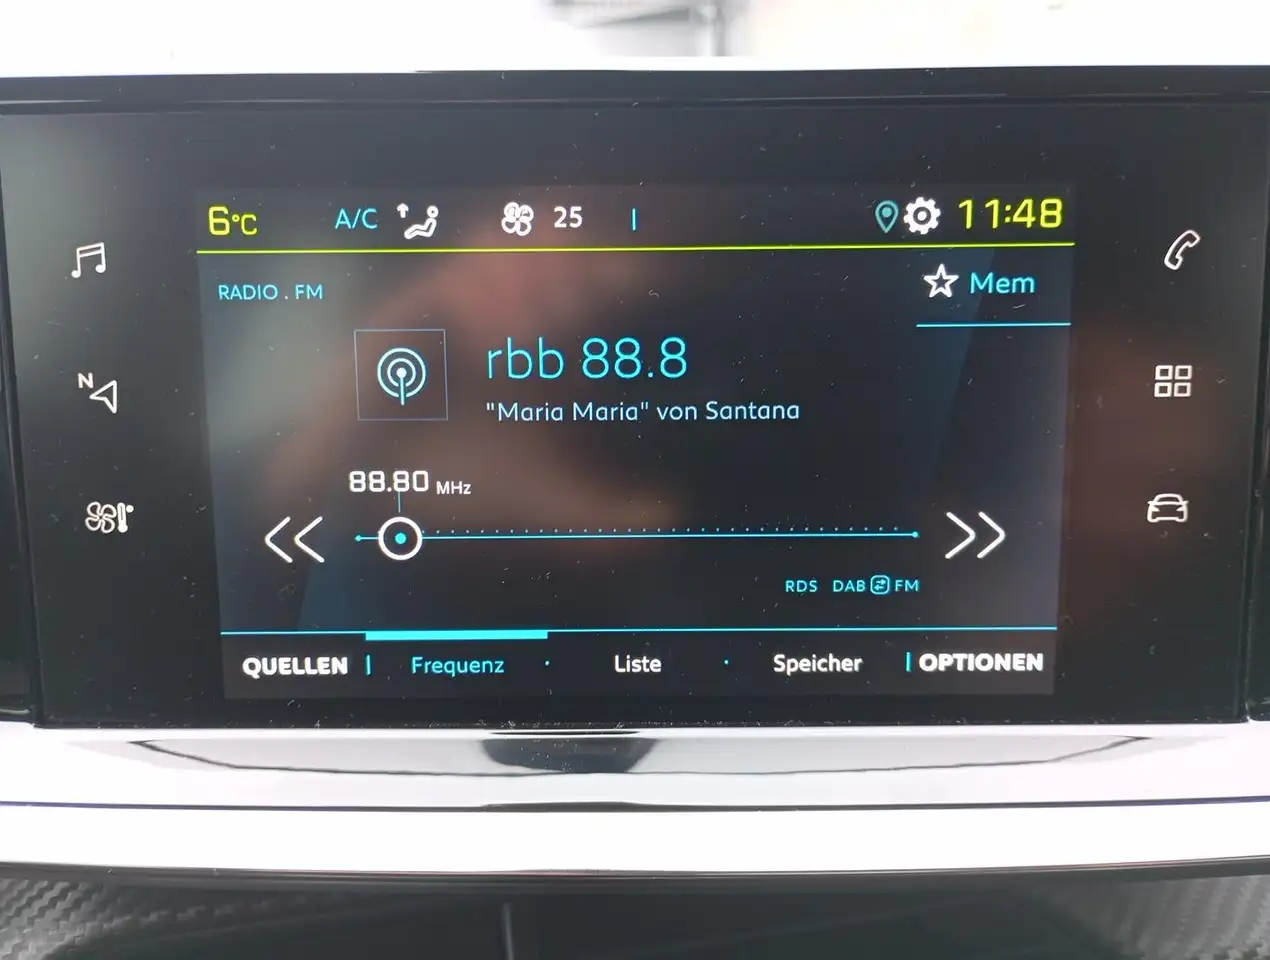 6°C A/C 25 11:48
RADIO . FM
Mem
rbb 88.8
"Maria Maria" von Santana
88.80 MHz
N
RDS DAB FM
QUELLEN Frequenz · Liste · Speicher OPTIONEN